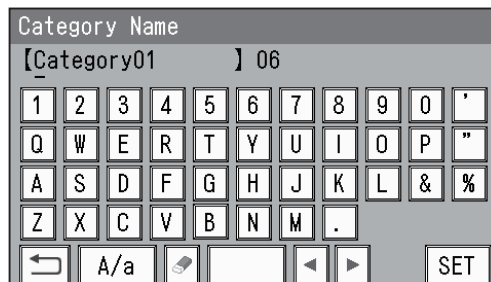 Category Name
【Category01 】 06
1 2 3 4 5 6 7 8 9 0 '
Q W E R T Y U I O P "
A S D F G H J K L & %
Z X C V B N M .
A/a ◀ ▶ SET